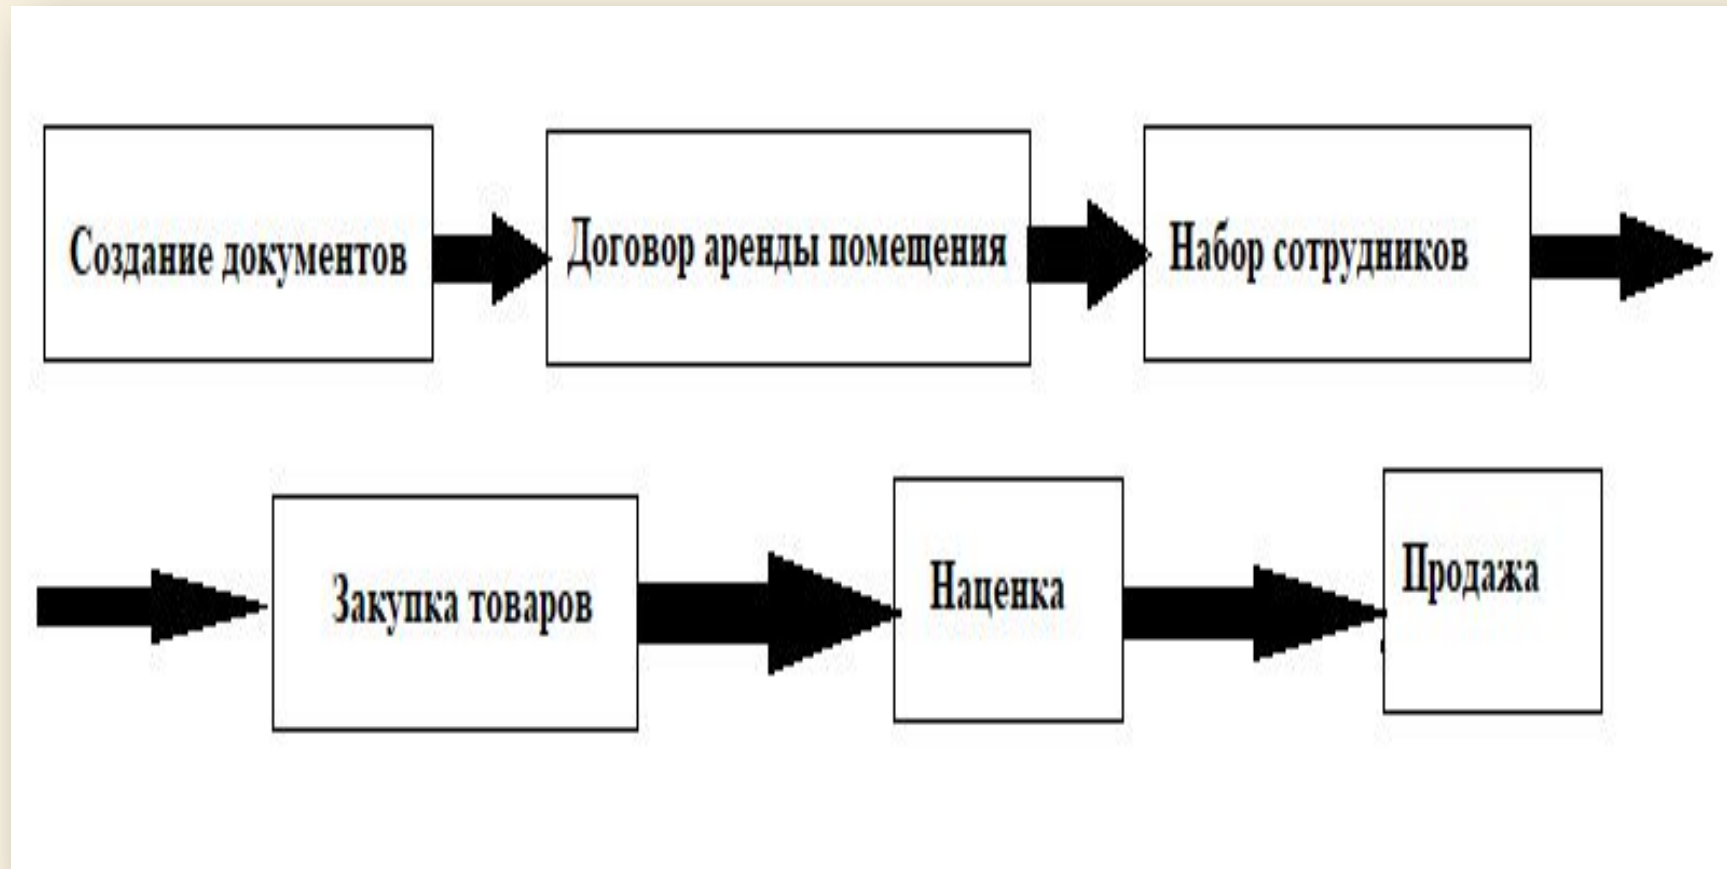 Создание документов
Договор аренды помещения
Набор сотрудников
Закупка товаров
Наценка
Продажа